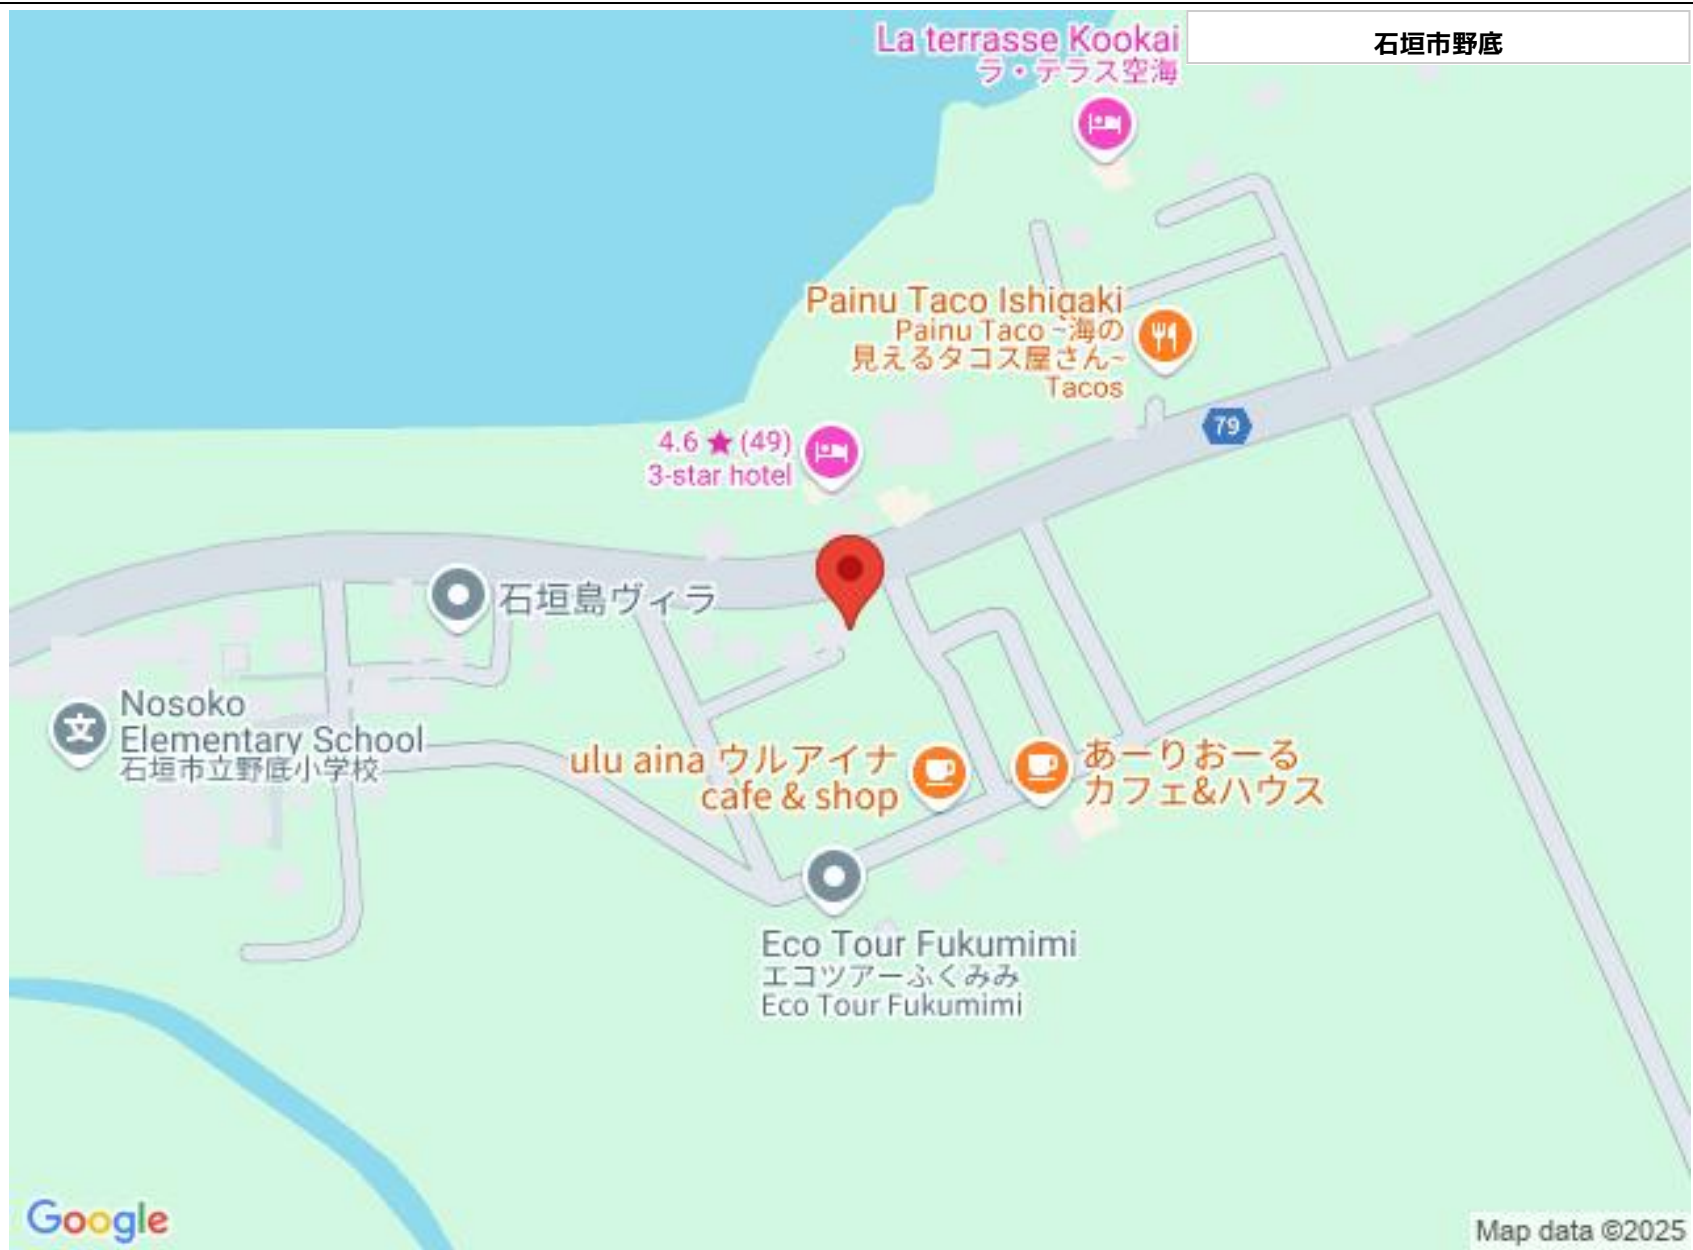 石垣市野底
La terrasse Kookai
ラ・テラス空海
Painu Taco Ishigaki
Painu Taco ~海の
見えるタコス屋さん~
Tacos
79
4.6 ★ (49)
3-star hotel
石垣島ヴィラ
Nosoko
Elementary School
石垣市立野底小学校
文
ulu aina ウルアイナ
cafe & shop
あーりおーる
カフェ&ハウス
Eco Tour Fukumimi
エコツアーふくみみ
Eco Tour Fukumimi
Google
Map data ©2025